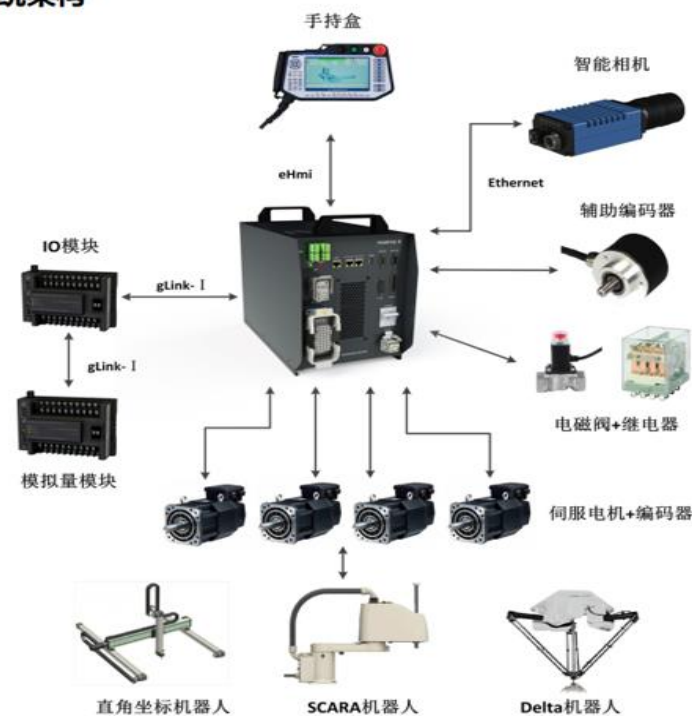 手持盒
智能相机
eHmi
Ethernet
辅助编码器
IO模块
gLink-Ⅰ
gLink-Ⅰ
电磁阀+继电器
模拟量模块
伺服电机+编码器
直角坐标机器人
SCARA机器人
Delta机器人